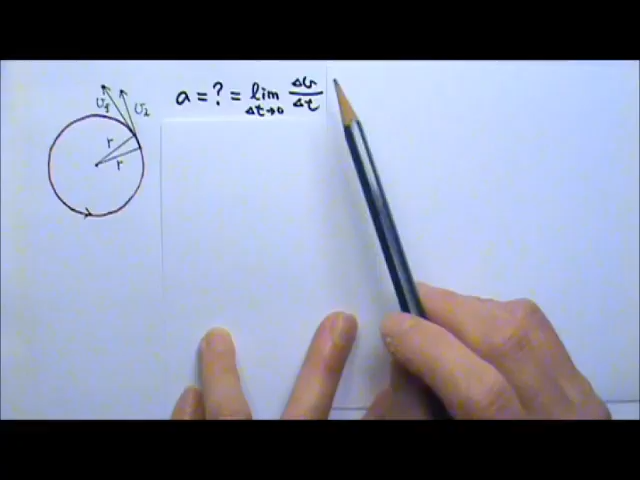 a = ? = lim Δt→0 Δv/Δt
v₁
v₂
r
r